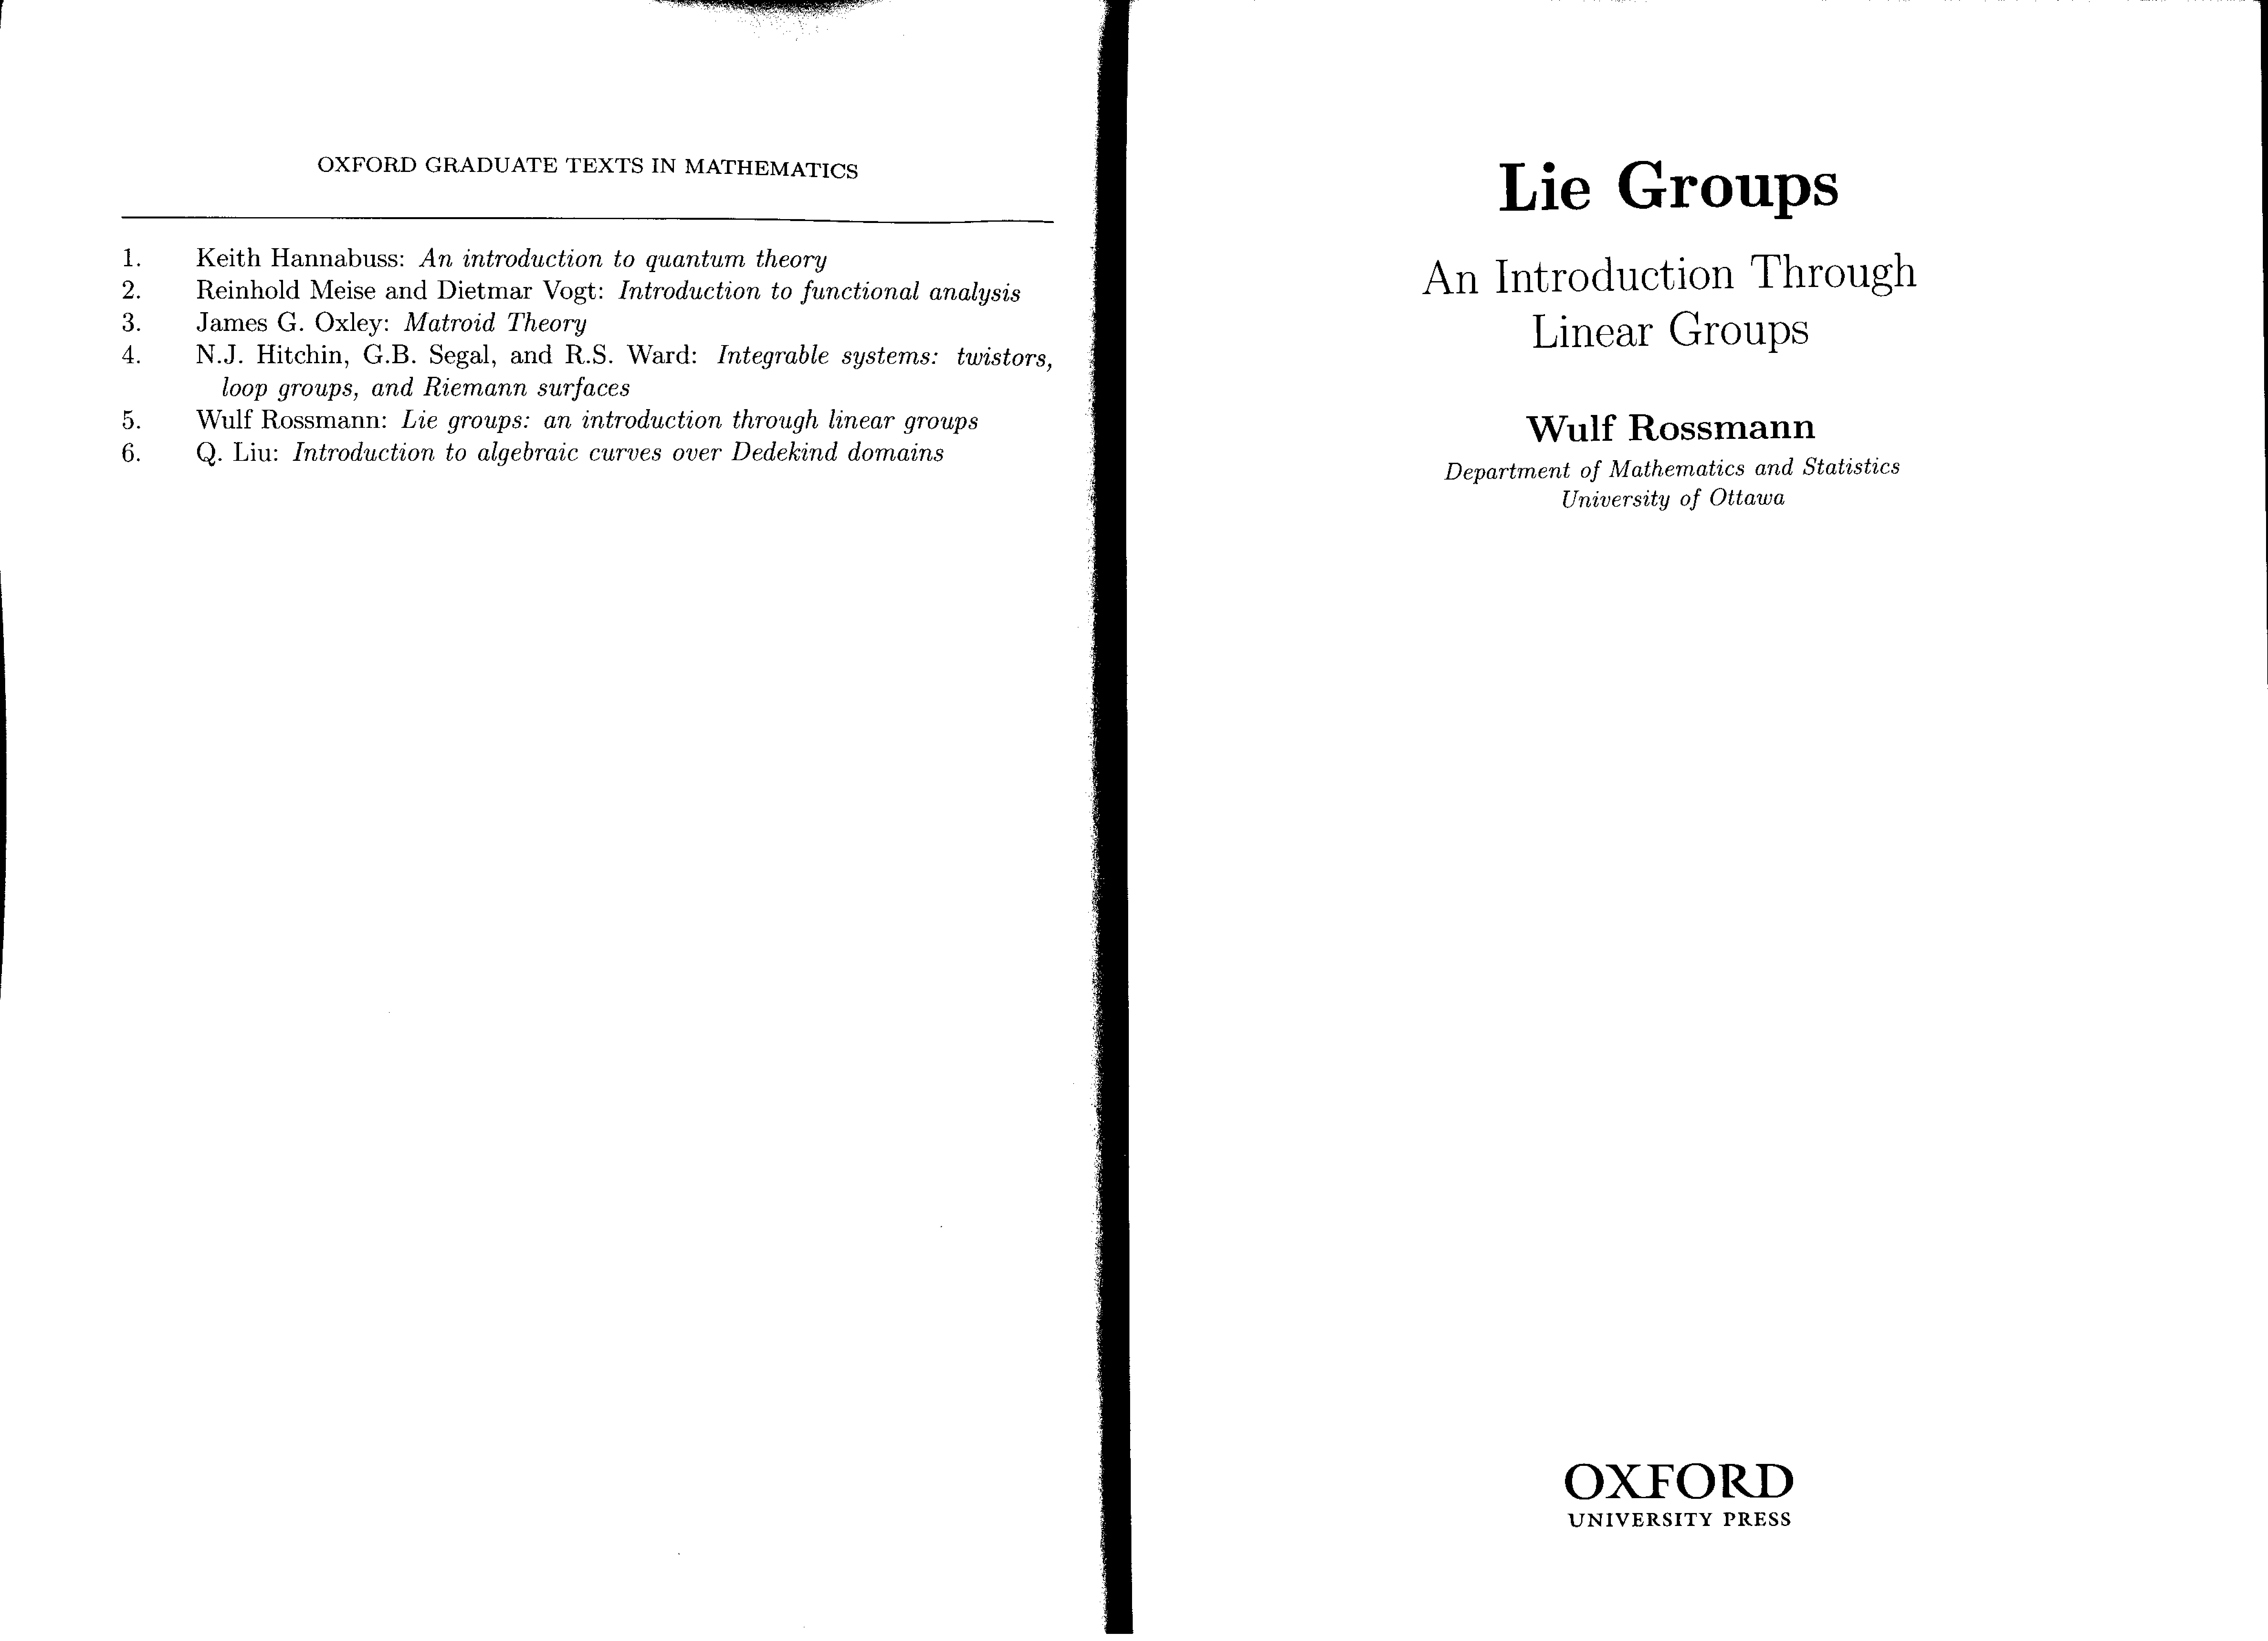 OXFORD GRADUATE TEXTS IN MATHEMATICS
1. Keith Hannabuss: An introduction to quantum theory
2. Reinhold Meise and Dietmar Vogt: Introduction to functional analysis
3. James G. Oxley: Matroid Theory
4. N.J. Hitchin, G.B. Segal, and R.S. Ward: Integrable systems: twistors,
loop groups, and Riemann surfaces
5. Wulf Rossmann: Lie groups: an introduction through linear groups
6. Q. Liu: Introduction to algebraic curves over Dedekind domains
Lie Groups
An Introduction Through
Linear Groups
Wulf Rossmann
Department of Mathematics and Statistics
University of Ottawa
OXFORD
UNIVERSITY PRESS